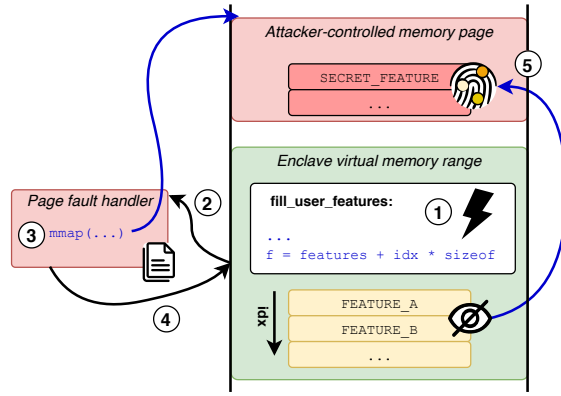 Attacker-controlled memory page
5
SECRET_FEATURE
...
Enclave virtual memory range
Page fault handler
2
fill_user_features:
1
3 mmap(...)
...
f = features + idx * sizeof
4
idx
FEATURE_A
FEATURE_B
...